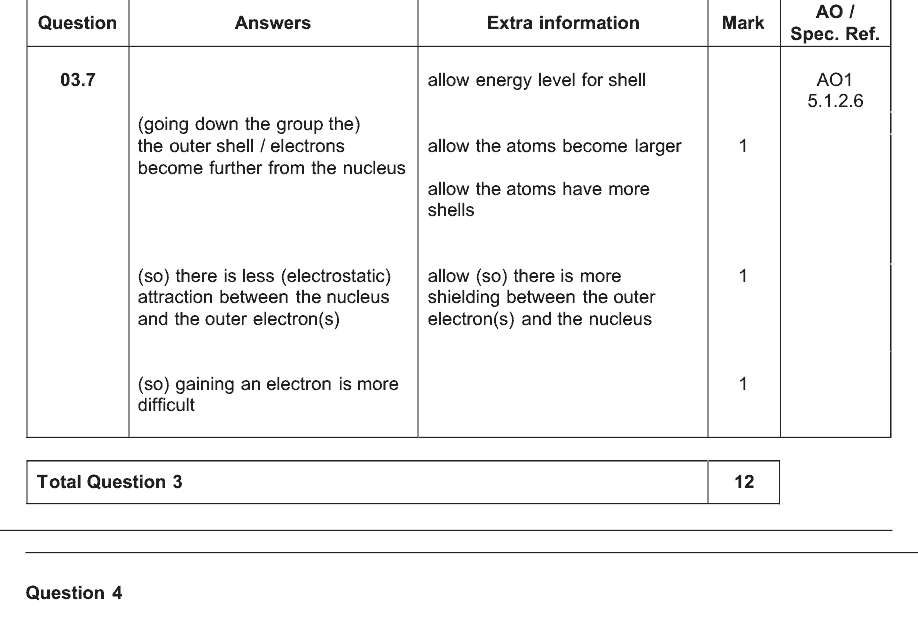 Question Answers Extra information Mark AO /
Spec. Ref.
03.7 allow energy level for shell AO1
5.1.2.6
(going down the group the)
the outer shell / electrons allow the atoms become larger 1
become further from the nucleus
allow the atoms have more
shells
(so) there is less (electrostatic) allow (so) there is more 1
attraction between the nucleus shielding between the outer
and the outer electron(s) electron(s) and the nucleus
(so) gaining an electron is more 1
difficult
Total Question 3 12
Question 4